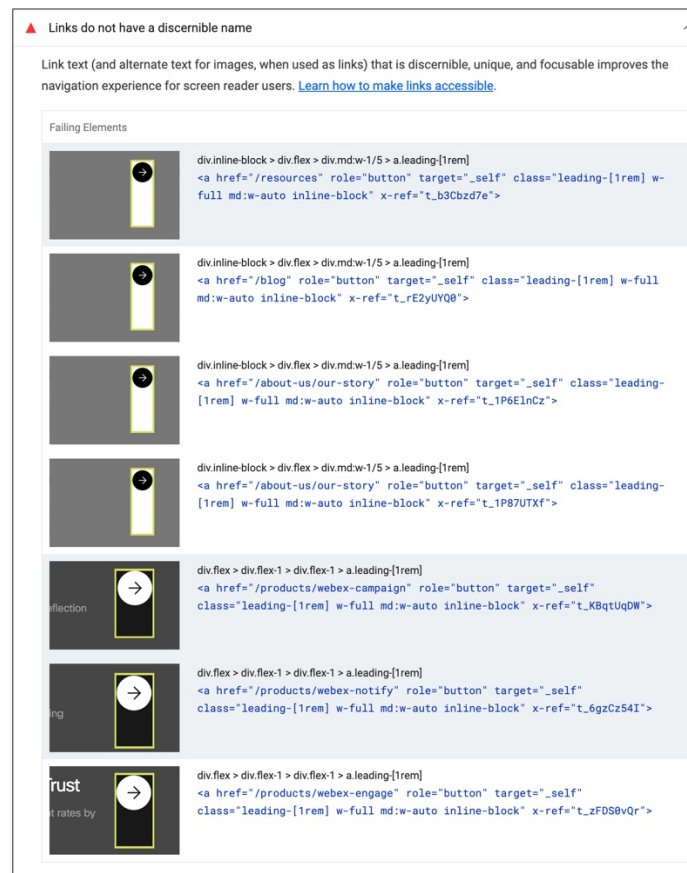 Links do not have a discernible name
Link text (and alternate text for images, when used as links) that is discernible, unique, and focusable improves the
navigation experience for screen reader users. Learn how to make links accessible.
Failing Elements
div.inline-block > div.flex > div.md:w-1/5 > a.leading-[1rem]
<a href="/resources" role="button" target="_self" class="leading-[1rem] w-
full md:w-auto inline-block" x-ref="t_b3Cbzd7e">
div.inline-block > div.flex > div.md:w-1/5 > a.leading-[1rem]
<a href="/blog" role="button" target="_self" class="leading-[1rem] w-full
md:w-auto inline-block" x-ref="t_rE2yUYQ0">
div.inline-block > div.flex > div.md:w-1/5 > a.leading-[1rem]
<a href="/about-us/our-story" role="button" target="_self" class="leading-
[1rem] w-full md:w-auto inline-block" x-ref="t_1P6ElnCz">
div.inline-block > div.flex > div.md:w-1/5 > a.leading-[1rem]
<a href="/about-us/our-story" role="button" target="_self" class="leading-
[1rem] w-full md:w-auto inline-block" x-ref="t_1P87UTXf">
eflection
div.flex > div.flex-1 > div.flex-1 > a.leading-[1rem]
<a href="/products/webex-campaign" role="button" target="_self"
class="leading-[1rem] w-full md:w-auto inline-block" x-ref="t_KBqtUqDW">
ing
div.flex > div.flex-1 > div.flex-1 > a.leading-[1rem]
<a href="/products/webex-notify" role="button" target="_self"
class="leading-[1rem] w-full md:w-auto inline-block" x-ref="t_6gzCz54I">
rust
t rates by
div.flex > div.flex-1 > div.flex-1 > a.leading-[1rem]
<a href="/products/webex-engage" role="button" target="_self"
class="leading-[1rem] w-full md:w-auto inline-block" x-ref="t_zFDS0vQr">